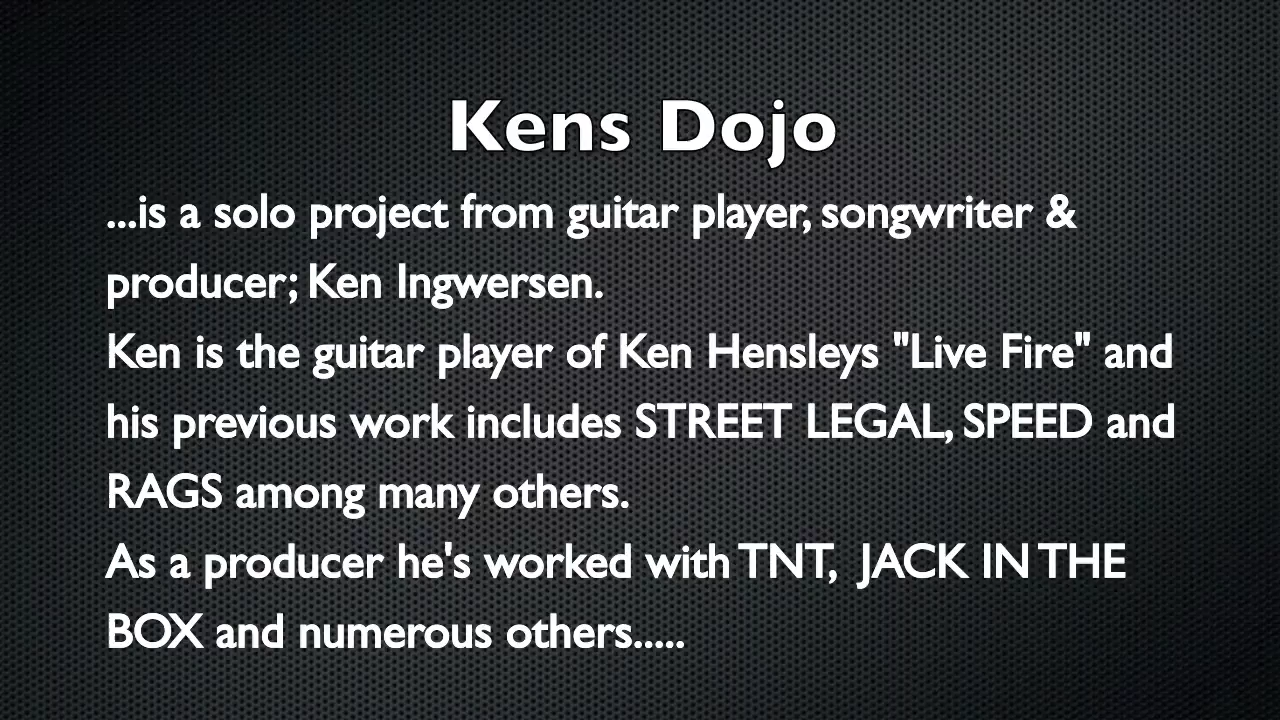 Kens Dojo
...is a solo project from guitar player, songwriter &
producer; Ken Ingwersen.
Ken is the guitar player of Ken Hensleys "Live Fire" and
his previous work includes STREET LEGAL, SPEED and
RAGS among many others.
As a producer he's worked with TNT,  JACK IN THE
BOX and numerous others.....